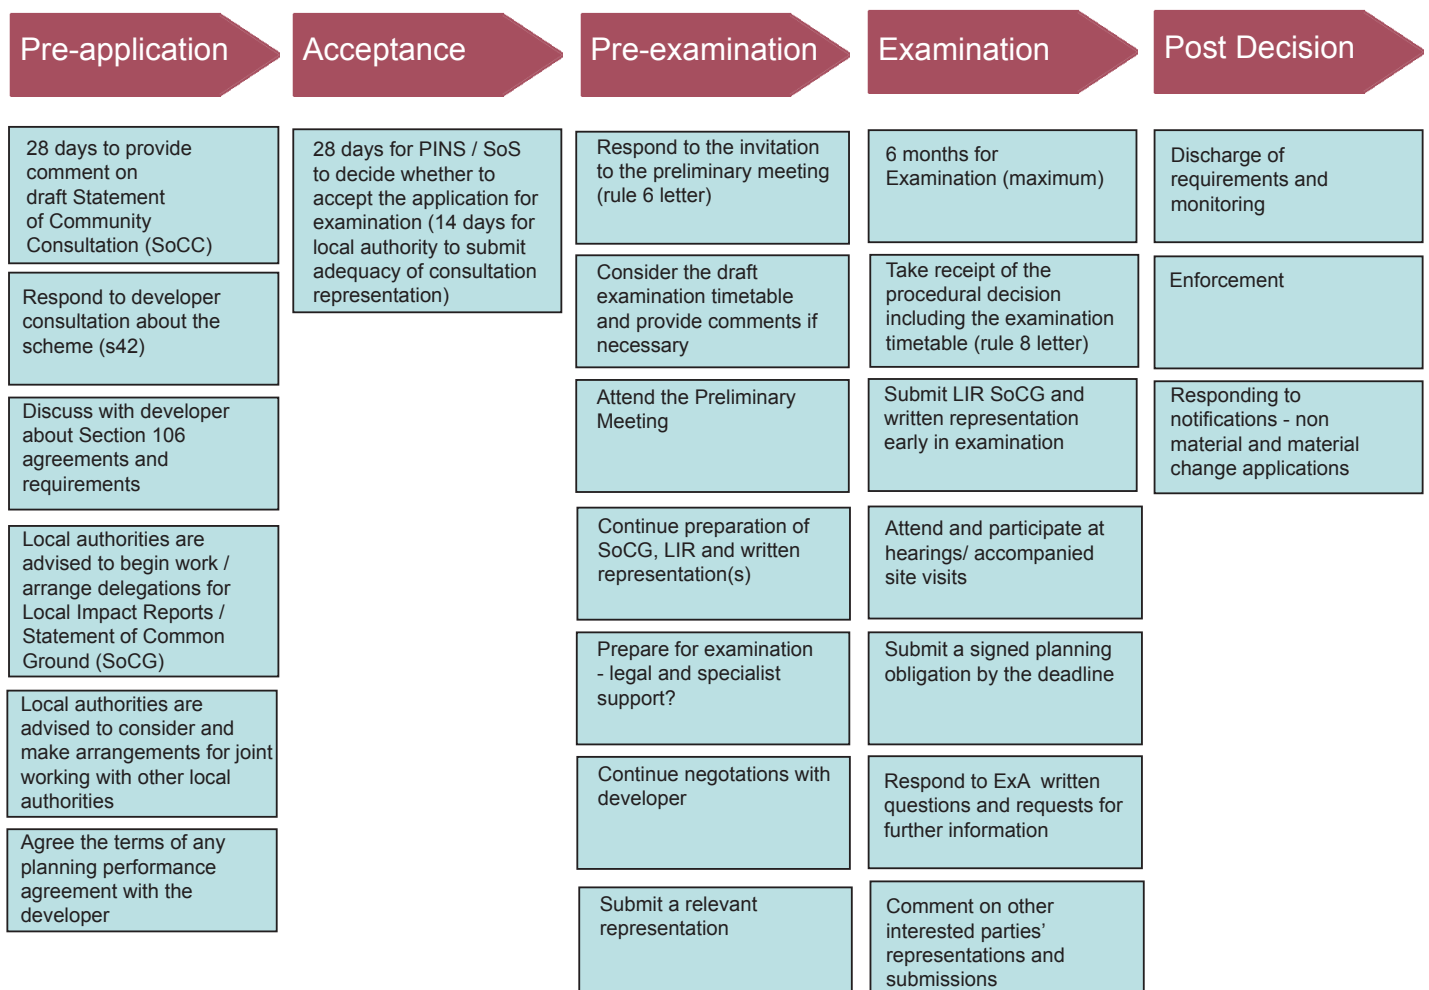 Pre-application
Acceptance
Pre-examination
Examination
Post Decision
28 days to provide
comment on
draft Statement
of Community
Consultation (SoCC)
Respond to developer
consultation about the
scheme (s42)
Discuss with developer
about Section 106
agreements and
requirements
Local authorities are
advised to begin work /
arrange delegations for
Local Impact Reports /
Statement of Common
Ground (SoCG)
Local authorities are
advised to consider and
make arrangements for joint
working with other local
authorities
Agree the terms of any
planning performance
agreement with the
developer
28 days for PINS / SoS
to decide whether to
accept the application for
examination (14 days for
local authority to submit
adequacy of consultation
representation)
Respond to the invitation
to the preliminary meeting
(rule 6 letter)
Consider the draft
examination timetable
and provide comments if
necessary
Attend the Preliminary
Meeting
Continue preparation of
SoCG, LIR and written
representation(s)
Prepare for examination
- legal and specialist
support?
Continue negotations with
developer
Submit a relevant
representation
6 months for
Examination (maximum)
Take receipt of the
procedural decision
including the examination
timetable (rule 8 letter)
Submit LIR SoCG and
written representation
early in examination
Attend and participate at
hearings/ accompanied
site visits
Submit a signed planning
obligation by the deadline
Respond to ExA  written
questions and requests for
further information
Comment on other
interested parties’
representations and
submissions
Discharge of
requirements and
monitoring
Enforcement
Responding to
notifications - non
material and material
change applications